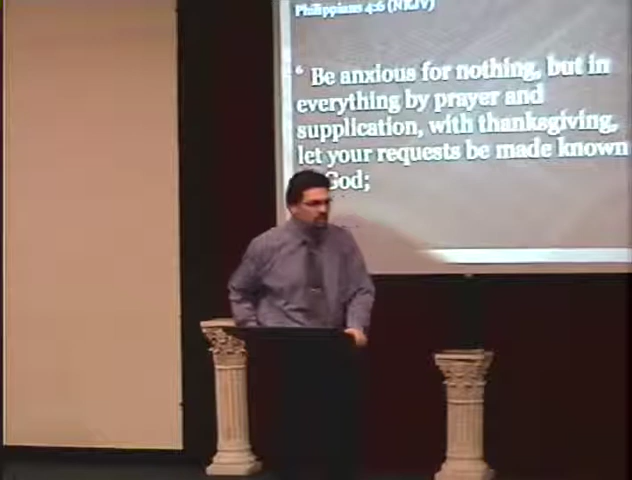 Philippians 4:6 (NKJV)
6 Be anxious for nothing, but in
everything by prayer and
supplication, with thanksgiving,
let your requests be made known
God;